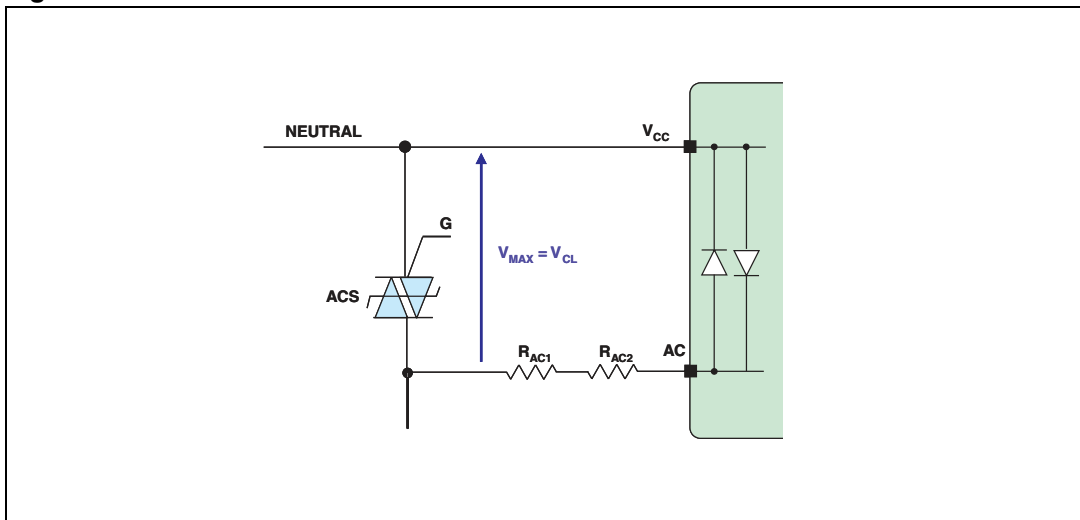 NEUTRAL
VCC
G
VMAX = VCL
ACS
RAC1
RAC2
AC